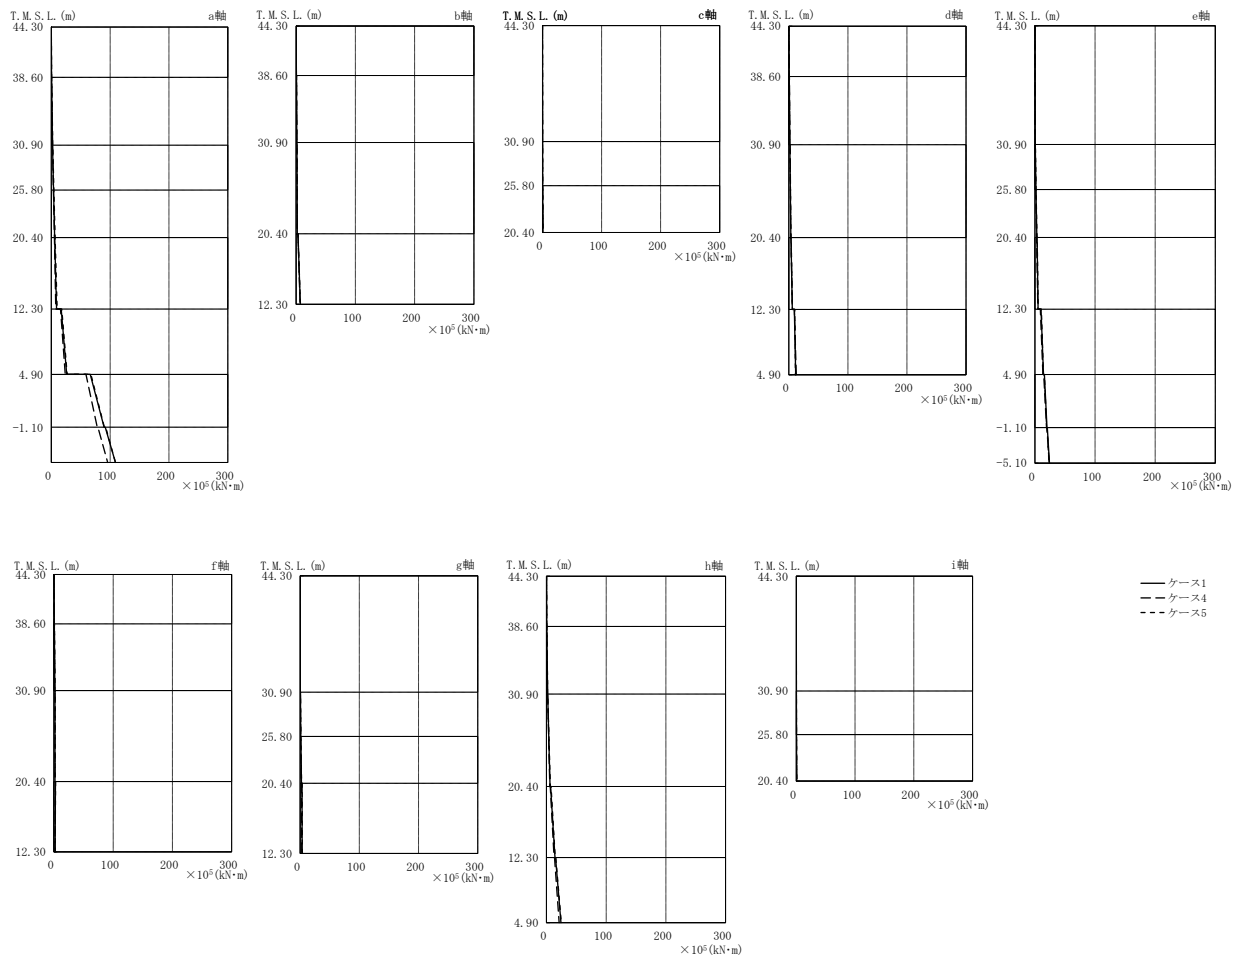 T.M.S.L.(m) a軸
44.30
38.60
30.90
25.80
20.40
12.30
4.90
-1.10
0 100 200 300
×10⁵(kN·m)
T.M.S.L.(m) b軸
44.30
38.60
30.90
20.40
12.30
0 100 200 300
×10⁵(kN·m)
T.M.S.L.(m) c軸
44.30
30.90
25.80
20.40
0 100 200 300
×10⁵(kN·m)
T.M.S.L.(m) d軸
44.30
38.60
30.90
20.40
12.30
4.90
0 100 200 300
×10⁵(kN·m)
T.M.S.L.(m) e軸
44.30
30.90
25.80
20.40
12.30
4.90
-1.10
-5.10
0 100 200 300
×10⁵(kN·m)
T.M.S.L.(m) f軸
44.30
38.60
30.90
20.40
12.30
0 100 200 300
×10⁵(kN·m)
T.M.S.L.(m) g軸
44.30
30.90
25.80
20.40
12.30
0 100 200 300
×10⁵(kN·m)
T.M.S.L.(m) h軸
44.30
38.60
30.90
20.40
12.30
4.90
0 100 200 300
×10⁵(kN·m)
T.M.S.L.(m) i軸
44.30
30.90
25.80
20.40
0 100 200 300
×10⁵(kN·m)
ケース1
ケース4
ケース5